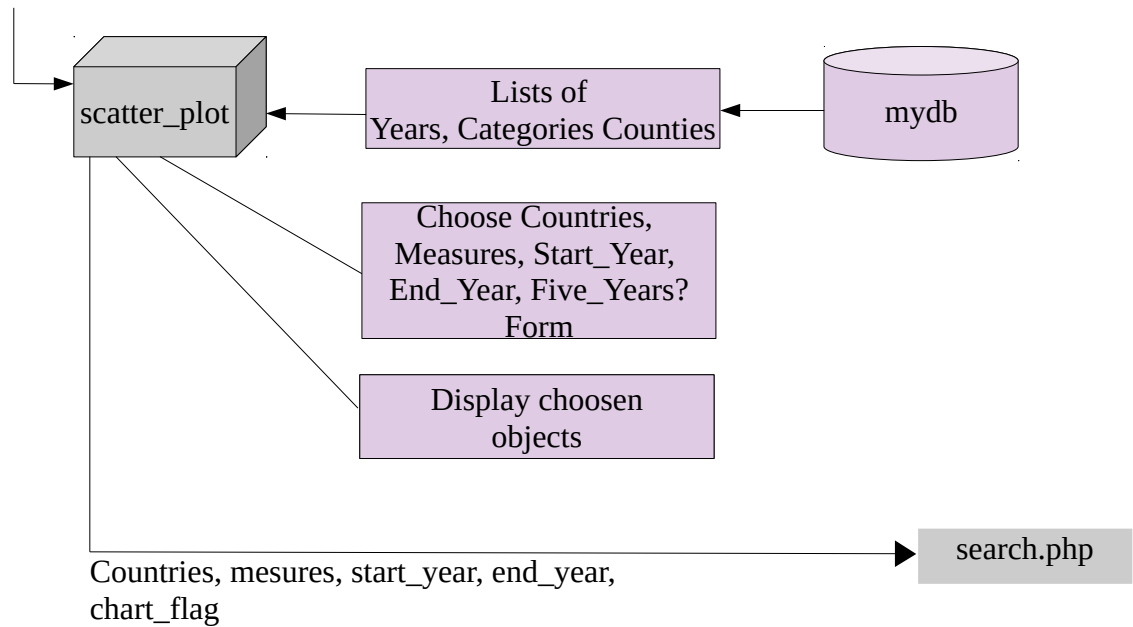 scatter_plot
Lists of
Years, Categories Counties
mydb
Choose Countries,
Measures, Start_Year,
End_Year, Five_Years?
Form
Display choosen
objects
search.php
Countries, mesures, start_year, end_year,
chart_flag